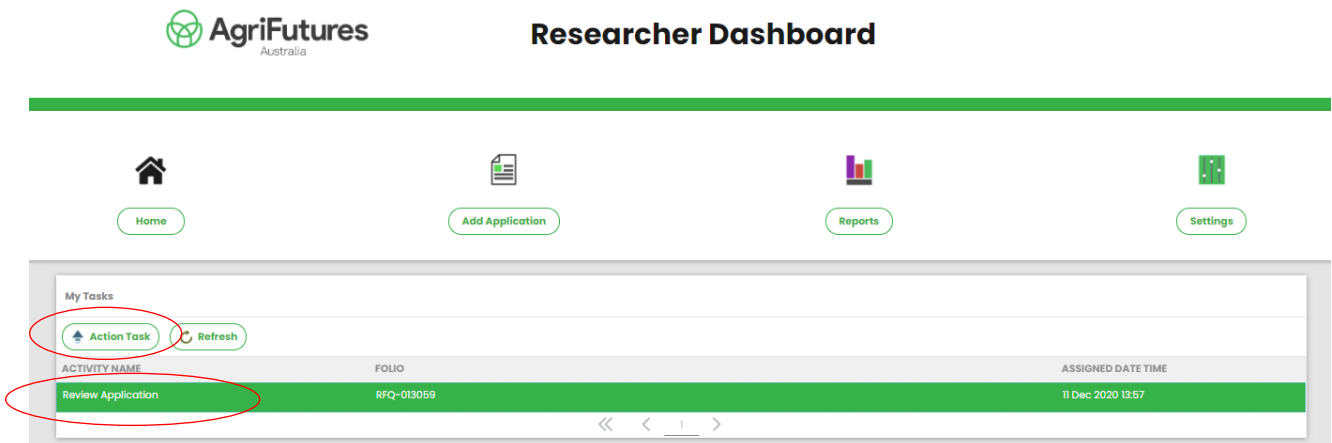 AgriFutures
Australia
Researcher Dashboard
Home
Add Application
Reports
Settings
My Tasks
Action Task
Refresh
ACTIVITY NAME FOLIO ASSIGNED DATE TIME
Review Application RFQ-013059 11 Dec 2020 13:57
1